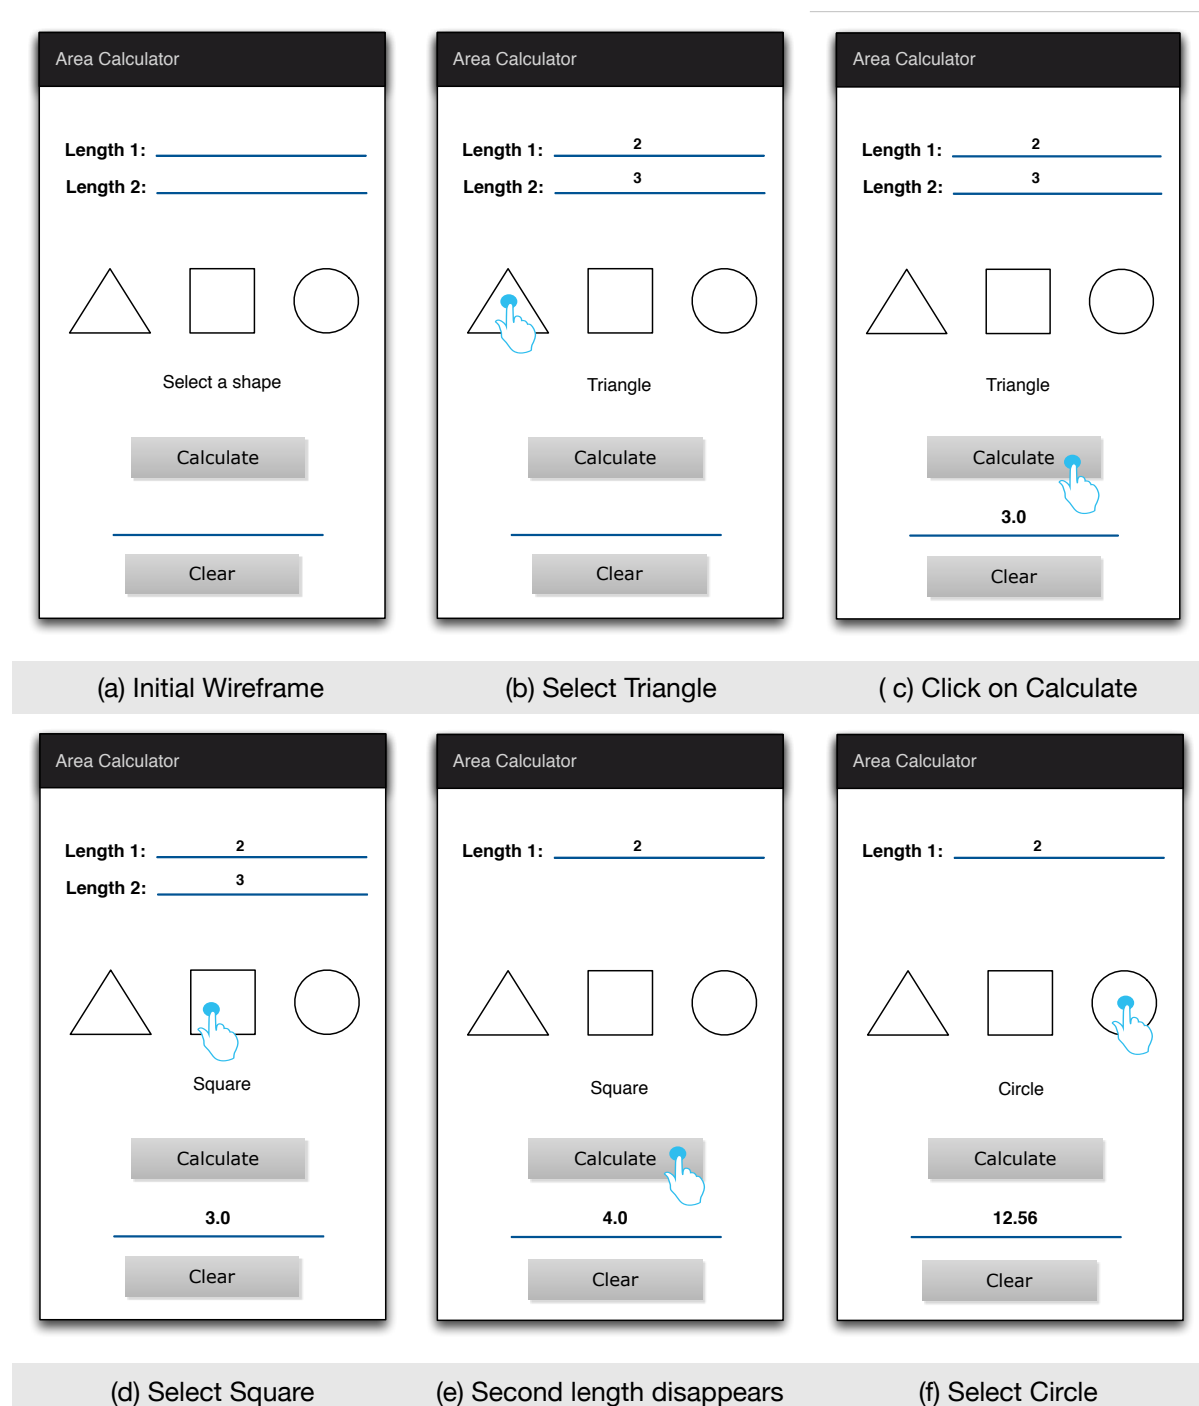 Area Calculator
Length 1:
Length 2:
Select a shape
Calculate
Clear
(a) Initial Wireframe
Area Calculator
Length 1: 2
Length 2: 3
Triangle
Calculate
Clear
(b) Select Triangle
Area Calculator
Length 1: 2
Length 2: 3
Triangle
Calculate
3.0
Clear
( c) Click on Calculate
Area Calculator
Length 1: 2
Length 2: 3
Square
Calculate
3.0
Clear
(d) Select Square
Area Calculator
Length 1: 2
Square
Calculate
4.0
Clear
(e) Second length disappears
Area Calculator
Length 1: 2
Circle
Calculate
12.56
Clear
(f) Select Circle